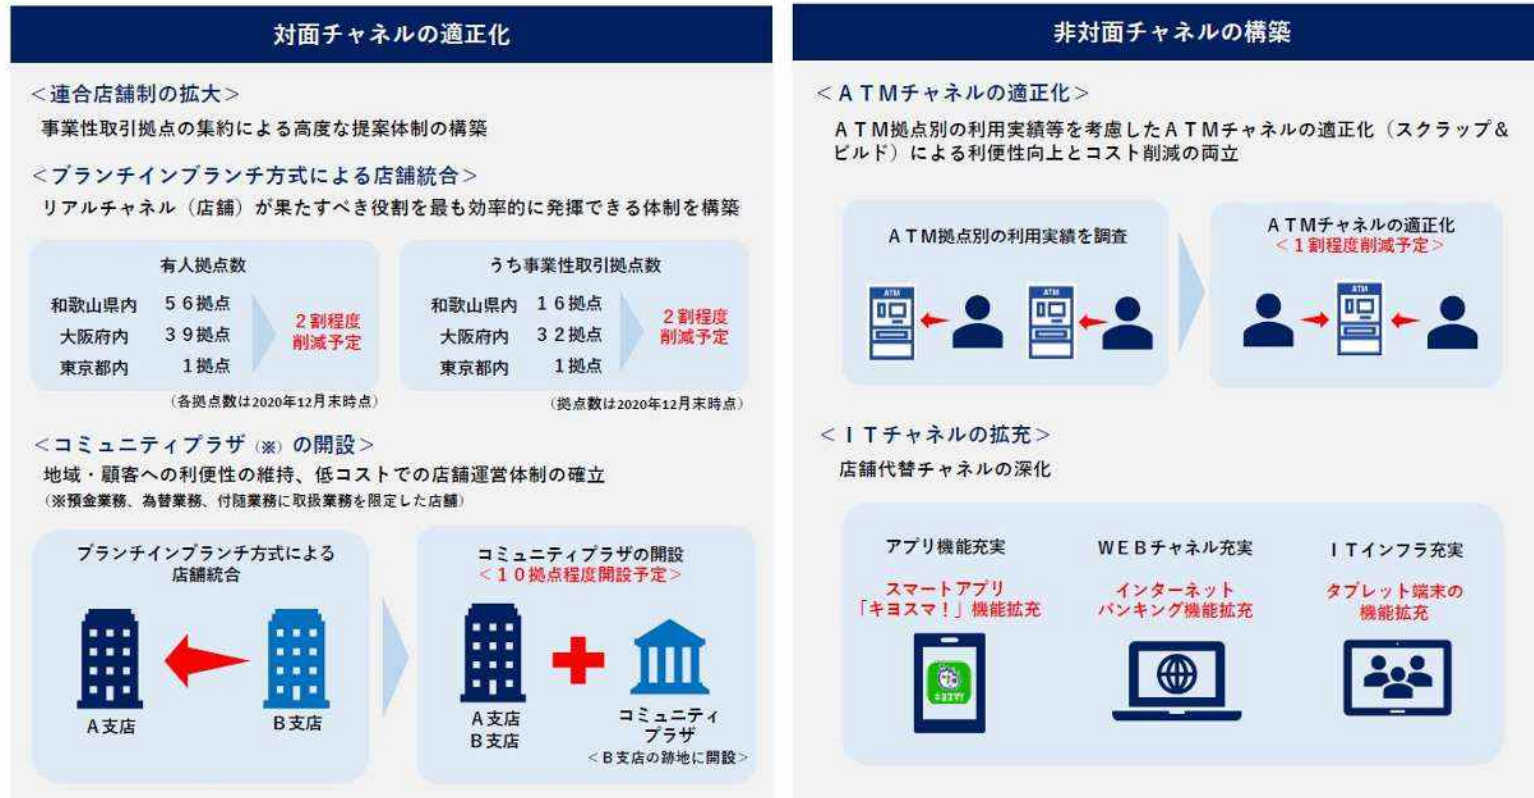 対面チャネルの適正化
＜連合店舗制の拡大＞
事業性取引拠点の集約による高度な提案体制の構築
＜ブランチインブランチ方式による店舗統合＞
リアルチャネル（店舗）が果たすべき役割を最も効率的に発揮できる体制を構築
有人拠点数
和歌山県内 ５６拠点
大阪府内 ３９拠点
東京都内 １拠点
２割程度
削減予定
（各拠点数は2020年12月末時点）
うち事業性取引拠点数
和歌山県内 １６拠点
大阪府内 ３２拠点
東京都内 １拠点
２割程度
削減予定
（拠点数は2020年12月末時点）
＜コミュニティプラザ（※）の開設＞
地域・顧客への利便性の維持、低コストでの店舗運営体制の確立
（※預金業務、為替業務、付随業務に取扱業務を限定した店舗）
ブランチインブランチ方式による
店舗統合
Ａ支店
Ｂ支店
コミュニティプラザの開設
＜１０拠点程度開設予定＞
Ａ支店
Ｂ支店
コミュニティ
プラザ
＜Ｂ支店の跡地に開設＞
非対面チャネルの構築
＜ＡＴＭチャネルの適正化＞
ＡＴＭ拠点別の利用実績等を考慮したＡＴＭチャネルの適正化（スクラップ＆
ビルド）による利便性向上とコスト削減の両立
ＡＴＭ拠点別の利用実績を調査
ATM
ATM
ＡＴＭチャネルの適正化
＜１割程度削減予定＞
ATM
＜ＩＴチャネルの拡充＞
店舗代替チャネルの深化
アプリ機能充実
スマートアプリ
「キヨスマ！」機能拡充
キヨスマ!
ＷＥＢチャネル充実
インターネット
バンキング機能拡充
ＩＴインフラ充実
タブレット端末の
機能拡充